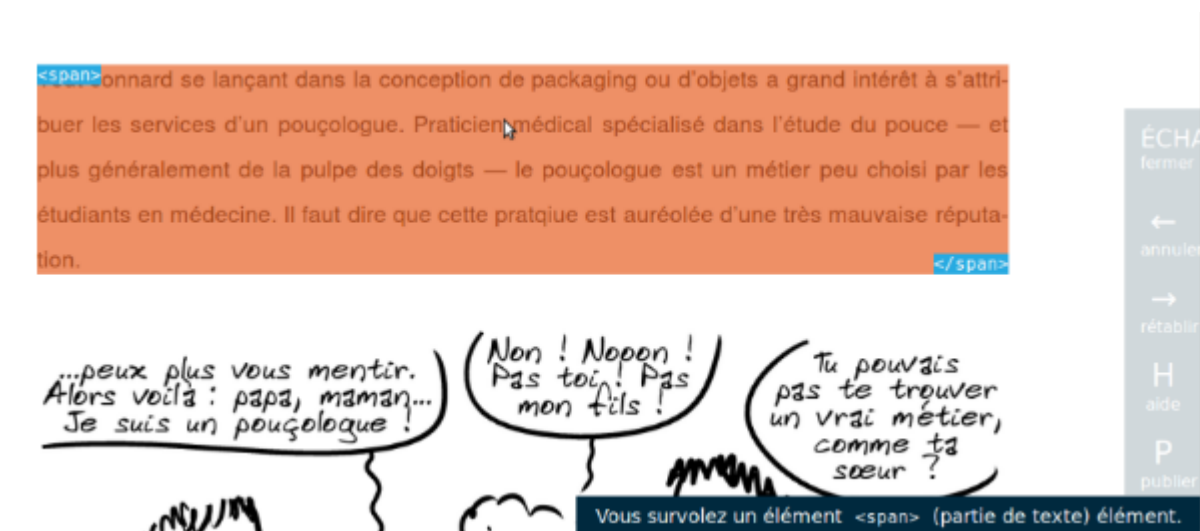 <span>onnard se lançant dans la conception de packaging ou d'objets a grand intérêt à s'attri-
buer les services d'un pouçologue. Praticien médical spécialisé dans l'étude du pouce — et
plus généralement de la pulpe des doigts — le pouçologue est un métier peu choisi par les
étudiants en médecine. Il faut dire que cette pratqiue est auréolée d'une très mauvaise réputa-
tion.
</span>
ÉCHA
fermer
←
annuler
→
rétablir
H
aide
P
publier
...peux plus vous mentir.
Alors voilà : papa, maman...
Je suis un pouçologue !
Non ! Nooon !
Pas toi ! Pas
mon fils !
Tu pouvais
pas te trouver
un vrai métier,
comme ta
sœur ?
Vous survolez un élément <span> (partie de texte) élément.